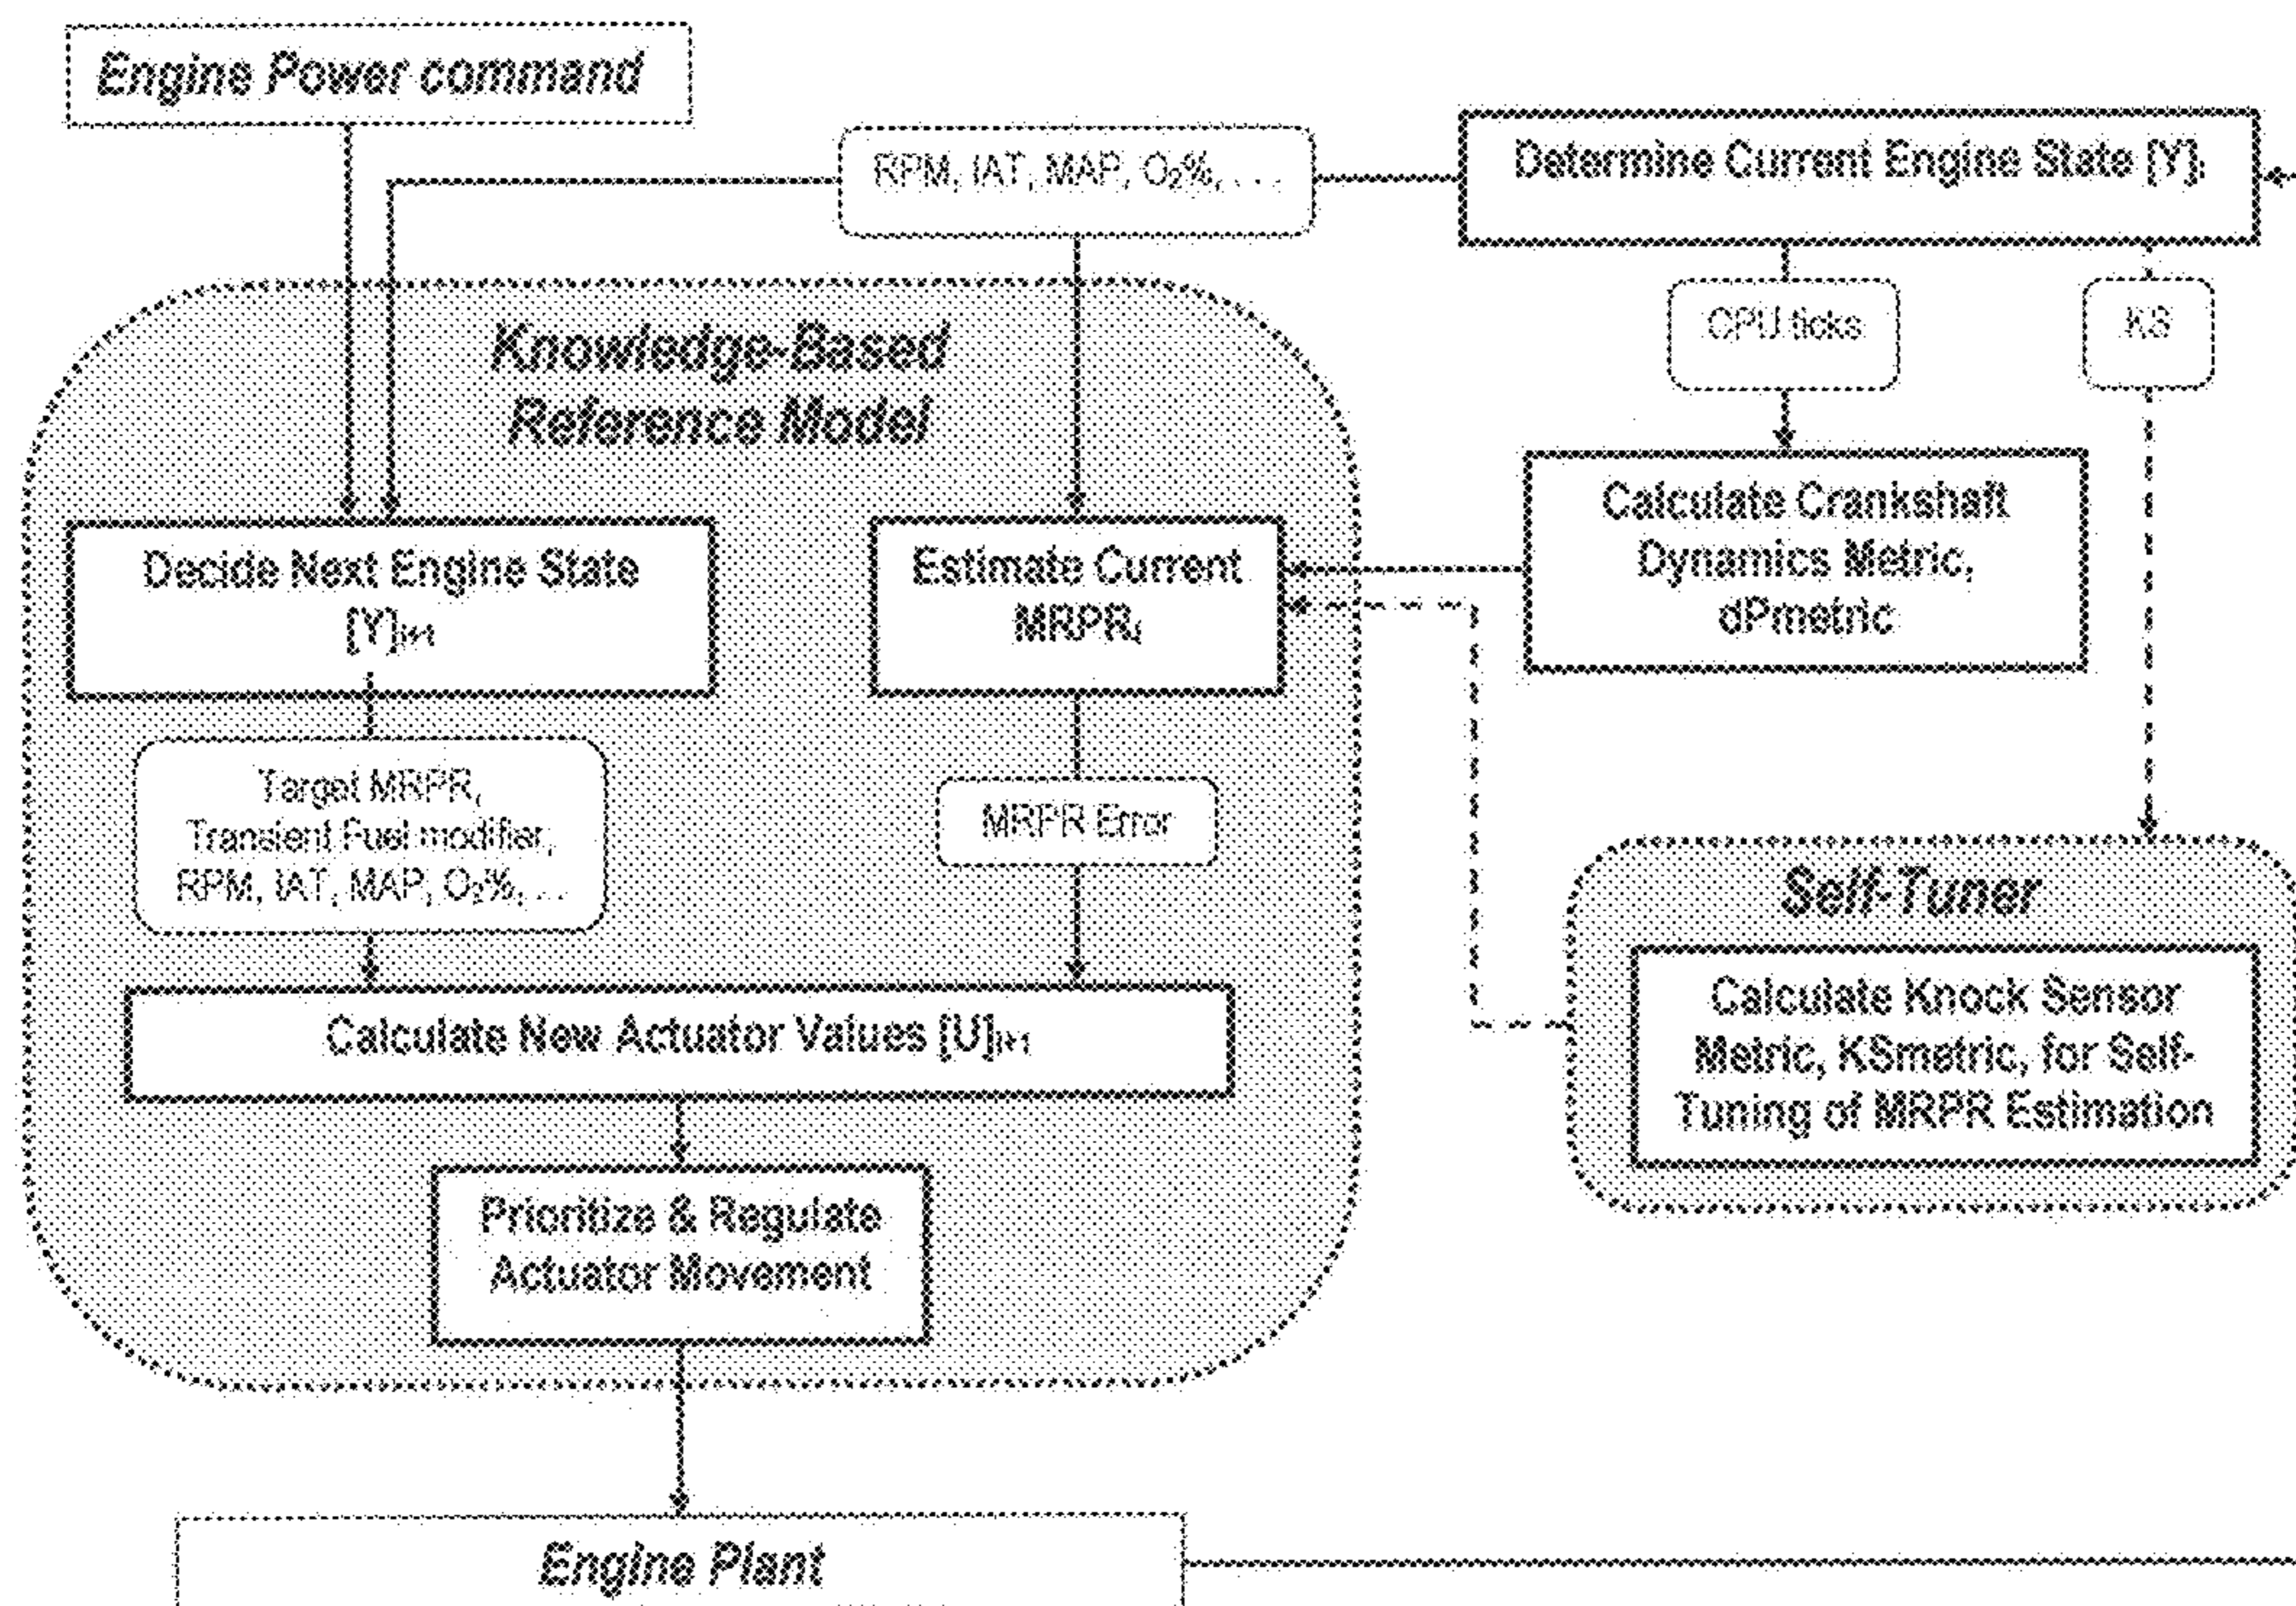 Engine Power command
RPM, IAT, MAP, O₂%, . . .
Determine Current Engine State [Y]ᵢ
CPU ticks
KS
Knowledge-Based
Reference Model
Decide Next Engine State
[Y]ᵢ₊₁
Estimate Current
MRPRᵢ
Calculate Crankshaft
Dynamics Metric,
dPmetric
Target MRPR,
Transient Fuel modifier,
RPM, IAT, MAP, O₂%, . . .
MRPR Error
Self-Tuner
Calculate Knock Sensor
Metric, KSmetric, for Self-
Tuning of MRPR Estimation
Calculate New Actuator Values [U]ᵢ₊₁
Prioritize & Regulate
Actuator Movement
Engine Plant